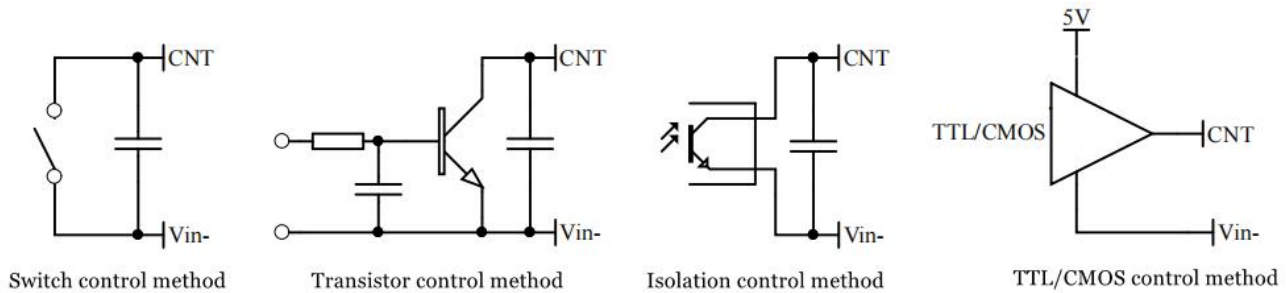 5V
CNT
CNT
CNT
TTL/CMOS
CNT
Vin-
Vin-
Vin-
Vin-
Switch control method
Transistor control method
Isolation control method
TTL/CMOS control method